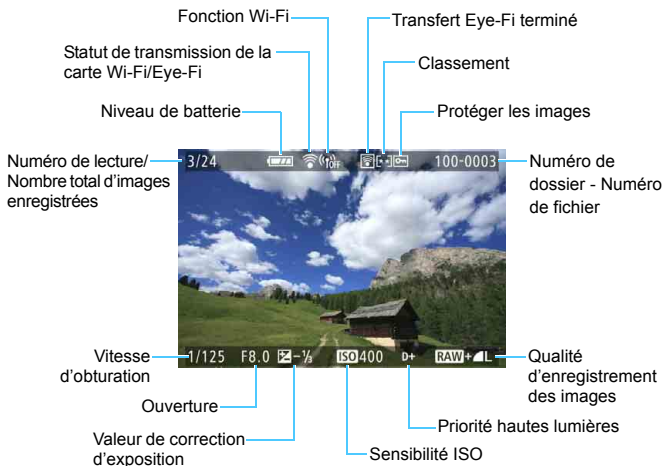 Fonction Wi-Fi
Transfert Eye-Fi terminé
Statut de transmission de la
carte Wi-Fi/Eye-Fi
Classement
Niveau de batterie
Protéger les images
Numéro de lecture/
Nombre total d'images
enregistrées
3/24
OFF
100-0003
Numéro de
dossier - Numéro
de fichier
1/125 F8.0 -1/3 ISO 400 D+ RAW+L
Vitesse
d'obturation
Qualité
d'enregistrement
des images
Ouverture
Priorité hautes lumières
Valeur de correction
d'exposition
Sensibilité ISO